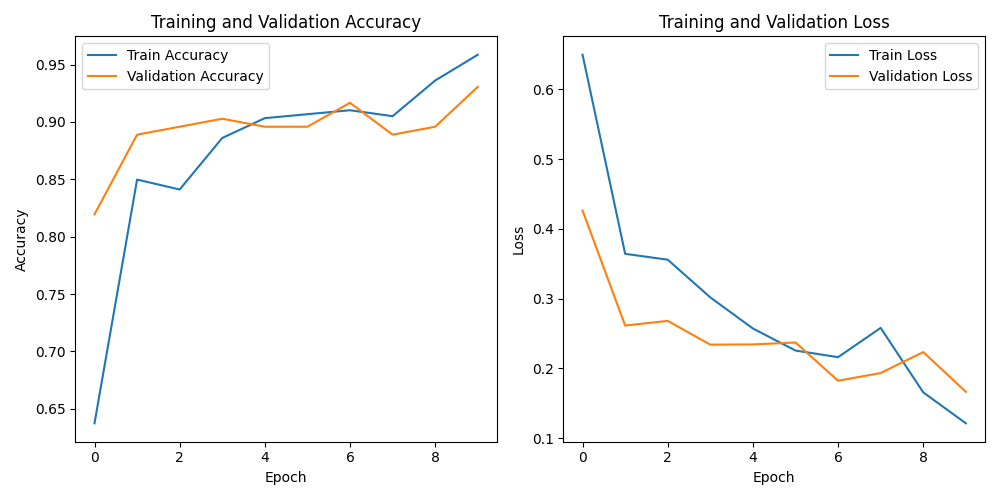 Training and Validation Accuracy
Train Accuracy
Validation Accuracy
0.95
0.90
0.85
0.80
0.75
0.70
0.65
Accuracy
0 2 4 6 8
Epoch
Training and Validation Loss
Train Loss
Validation Loss
0.6
0.5
0.4
0.3
0.2
0.1
Loss
0 2 4 6 8
Epoch